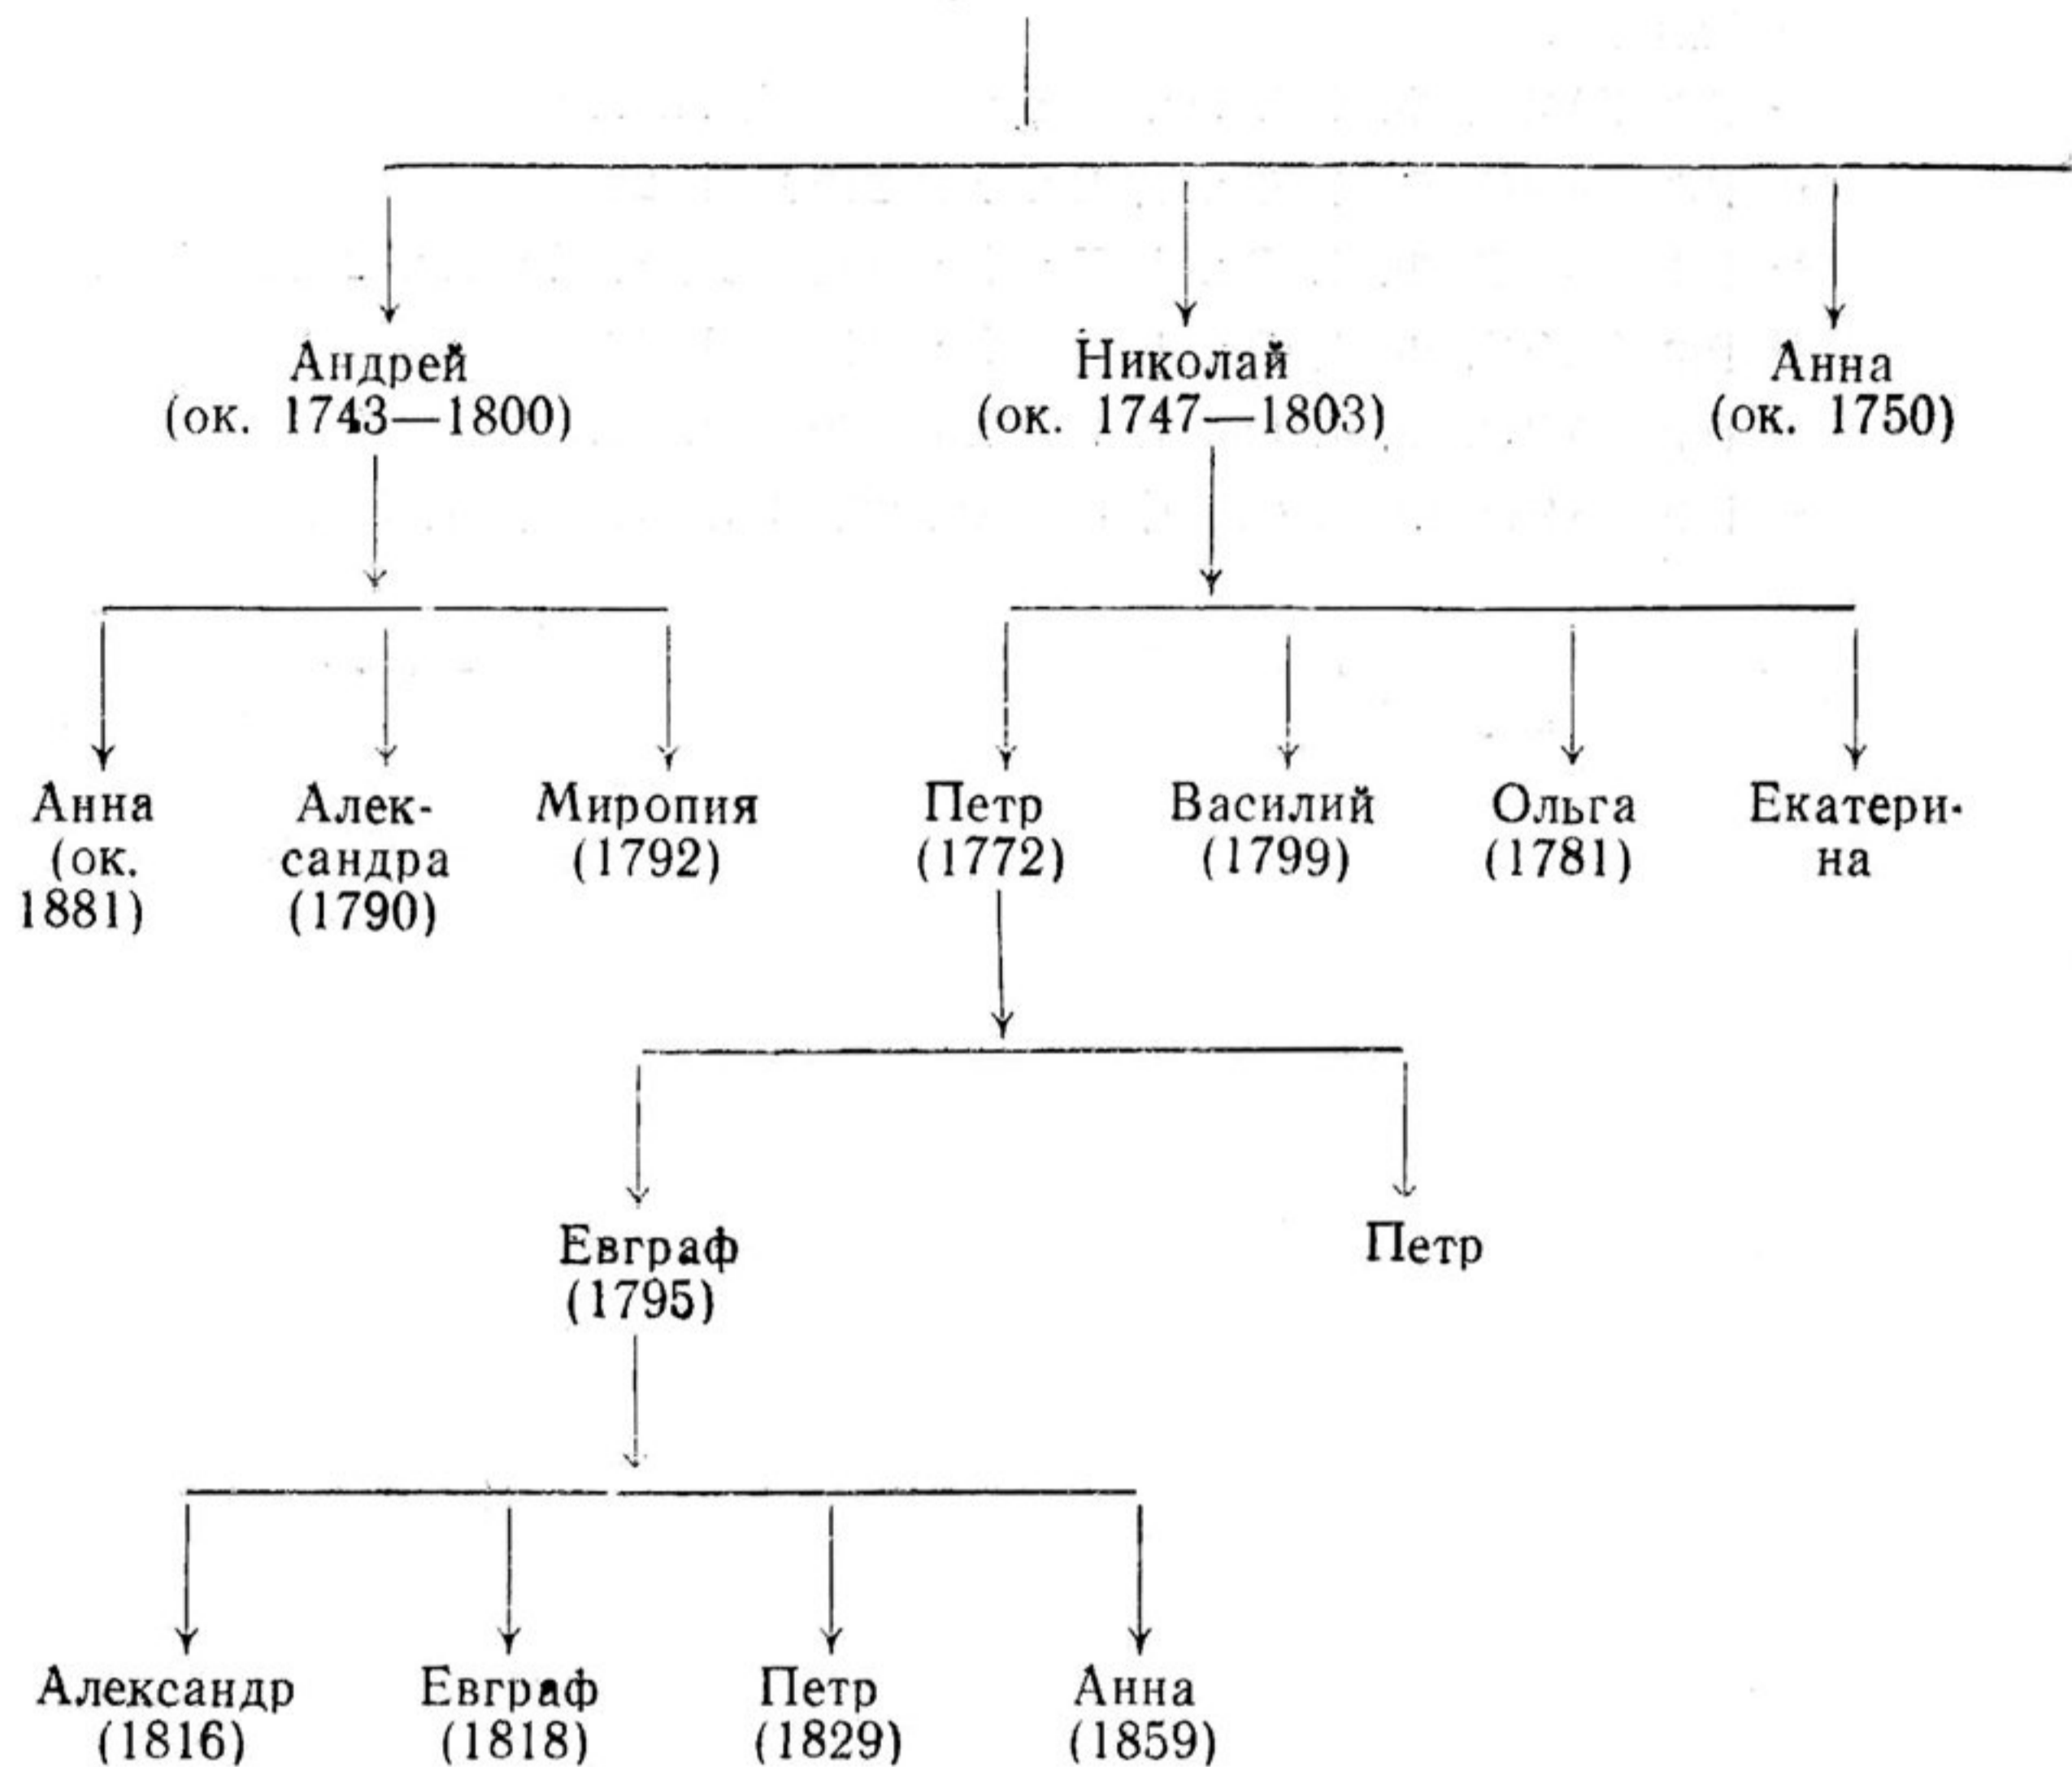 Андрей
(ок. 1743—1800)
Николай
(ок. 1747—1803)
Анна
(ок. 1750)
Анна
(ок.
1881)
Алек-
сандра
(1790)
Миропия
(1792)
Петр
(1772)
Василий
(1799)
Ольга
(1781)
Екатери-
на
Евграф
(1795)
Петр
Александр
(1816)
Евграф
(1818)
Петр
(1829)
Анна
(1859)